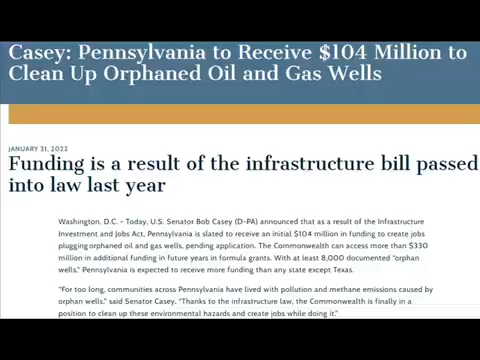 Casey: Pennsylvania to Receive $104 Million to
Clean Up Orphaned Oil and Gas Wells
JANUARY 31, 2022
Funding is a result of the infrastructure bill passed
into law last year
Washington, D.C. - Today, U.S. Senator Bob Casey (D-PA) announced that as a result of the Infrastructure
Investment and Jobs Act, Pennsylvania is slated to receive an initial $104 million in funding to create jobs
plugging orphaned oil and gas wells, pending application. The Commonwealth can access more than $330
million in additional funding in future years in formula grants. With at least 8,000 documented “orphan
wells,” Pennsylvania is expected to receive more funding than any state except Texas.
“For too long, communities across Pennsylvania have lived with pollution and methane emissions caused by
orphan wells,” said Senator Casey. “Thanks to the infrastructure law, the Commonwealth is finally in a
position to clean up these environmental hazards and create jobs while doing it.”